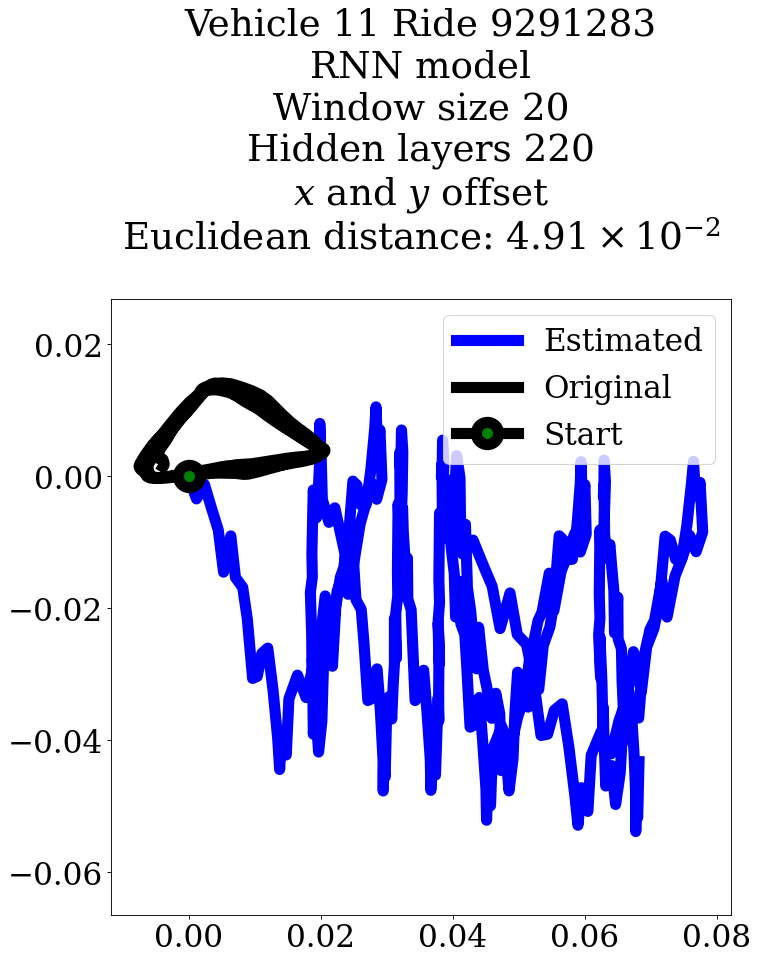 Vehicle 11 Ride 9291283
RNN model
Window size 20
Hidden layers 220
x and y offset
Euclidean distance: 4.91 × 10⁻²
Estimated
Original
Start
0.02
0.00
−0.02
−0.04
−0.06
0.00 0.02 0.04 0.06 0.08